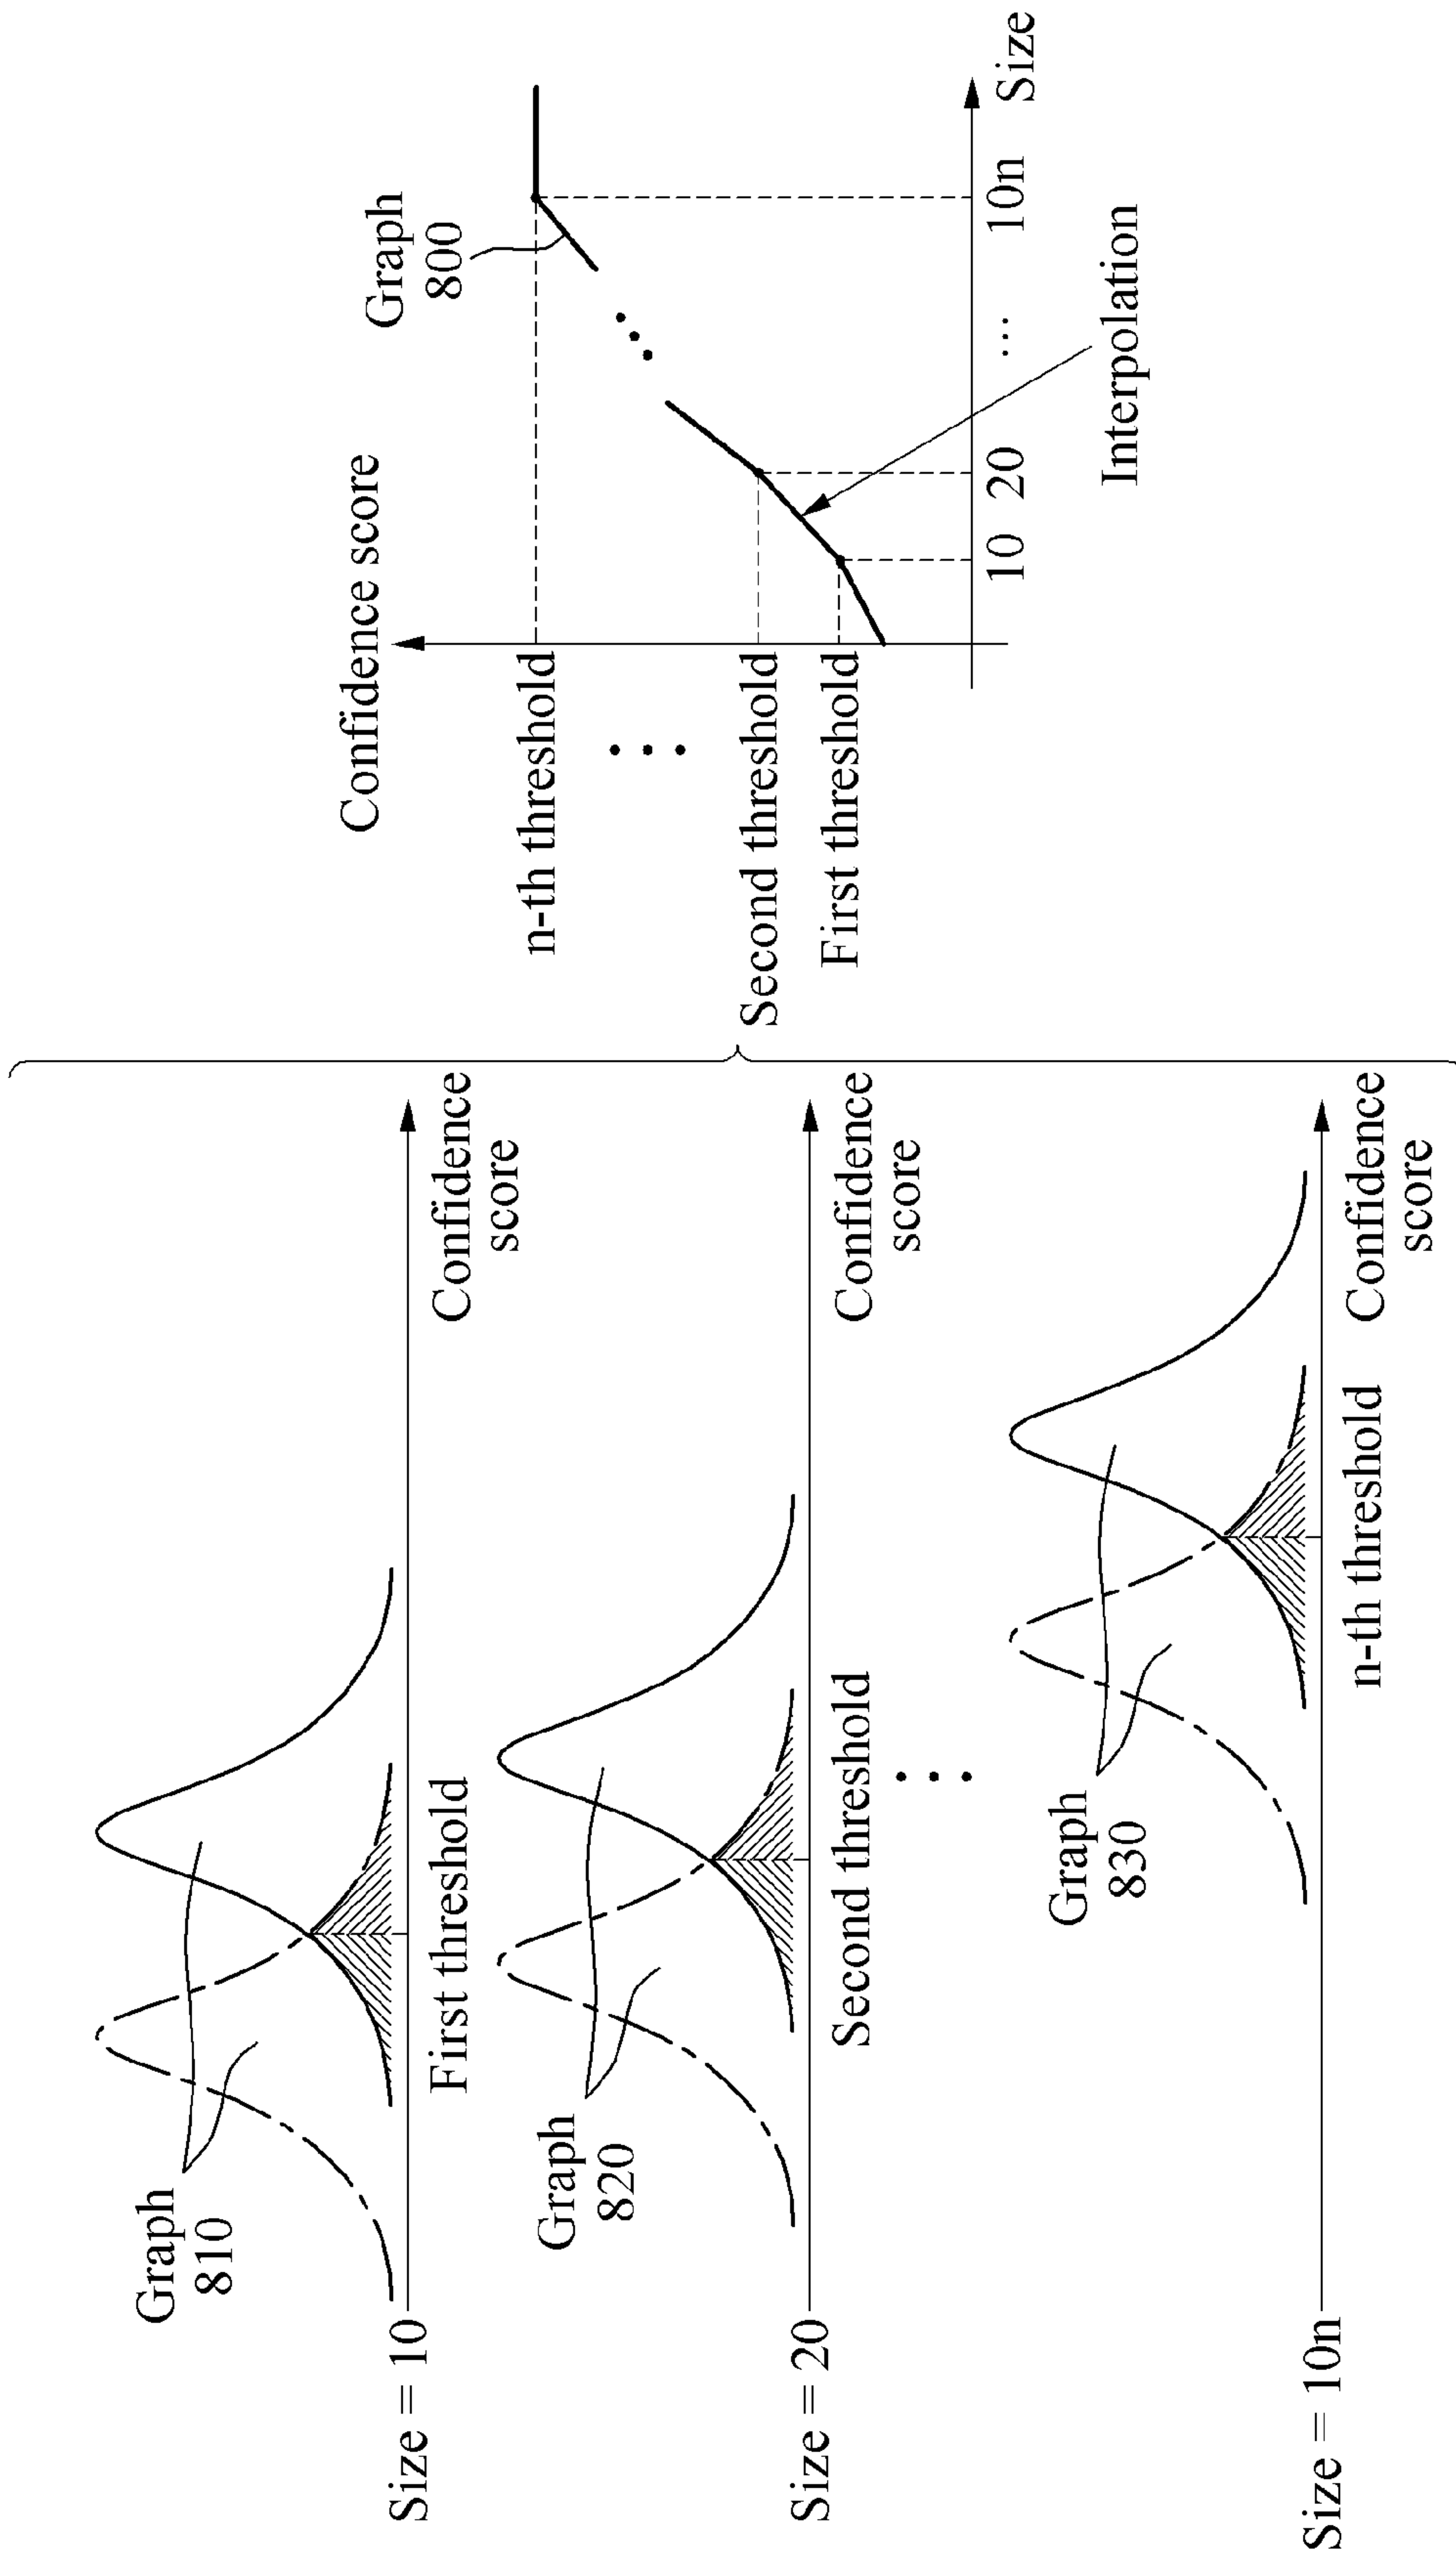 Graph
810
Size = 10
First threshold
Confidence
score
Graph
820
Size = 20
Second threshold
Confidence
score
Graph
830
Size = 10n
n-th threshold
Confidence
score
Confidence score
Graph
800
n-th threshold
Second threshold
First threshold
10
20
...
10n
Size
Interpolation